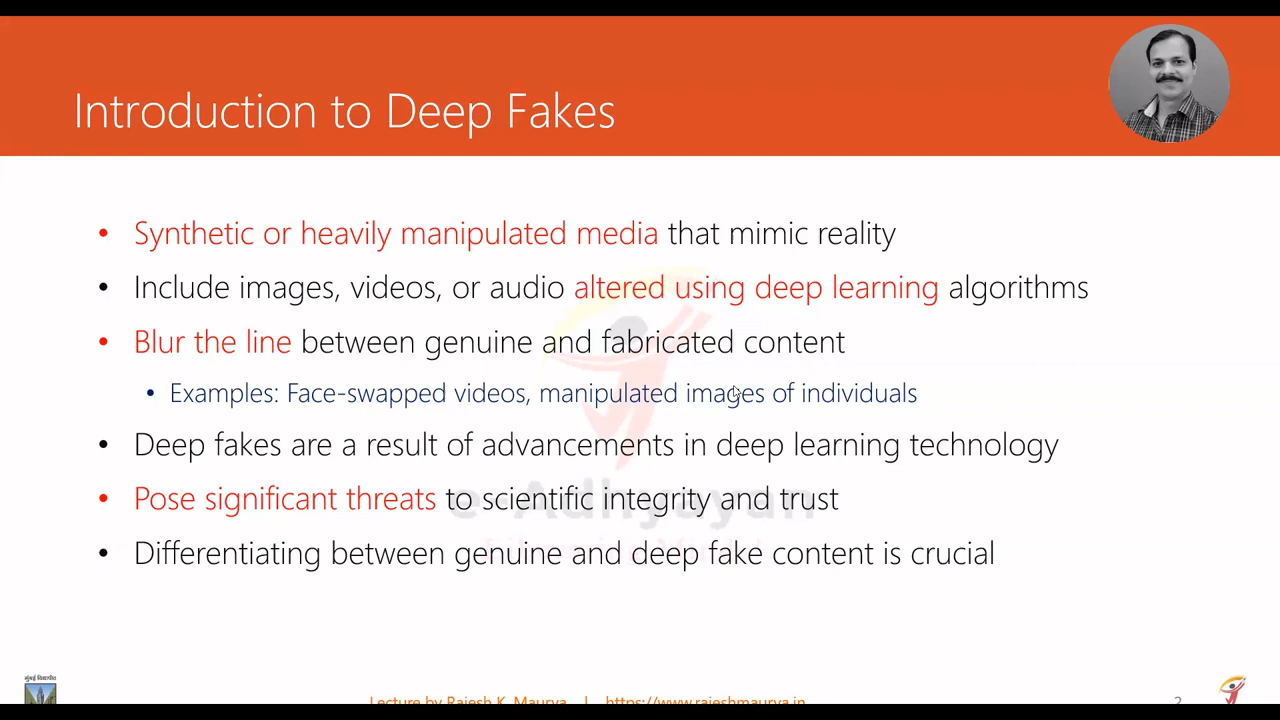 Introduction to Deep Fakes
• Synthetic or heavily manipulated media that mimic reality
• Include images, videos, or audio altered using deep learning algorithms
• Blur the line between genuine and fabricated content
• Examples: Face-swapped videos, manipulated images of individuals
• Deep fakes are a result of advancements in deep learning technology
• Pose significant threats to scientific integrity and trust
• Differentiating between genuine and deep fake content is crucial
e-Adhyayan
मुंबई विद्यापीठ
Lecture by Rajesh K. Maurya | https://www.rajeshmaurya.in
2